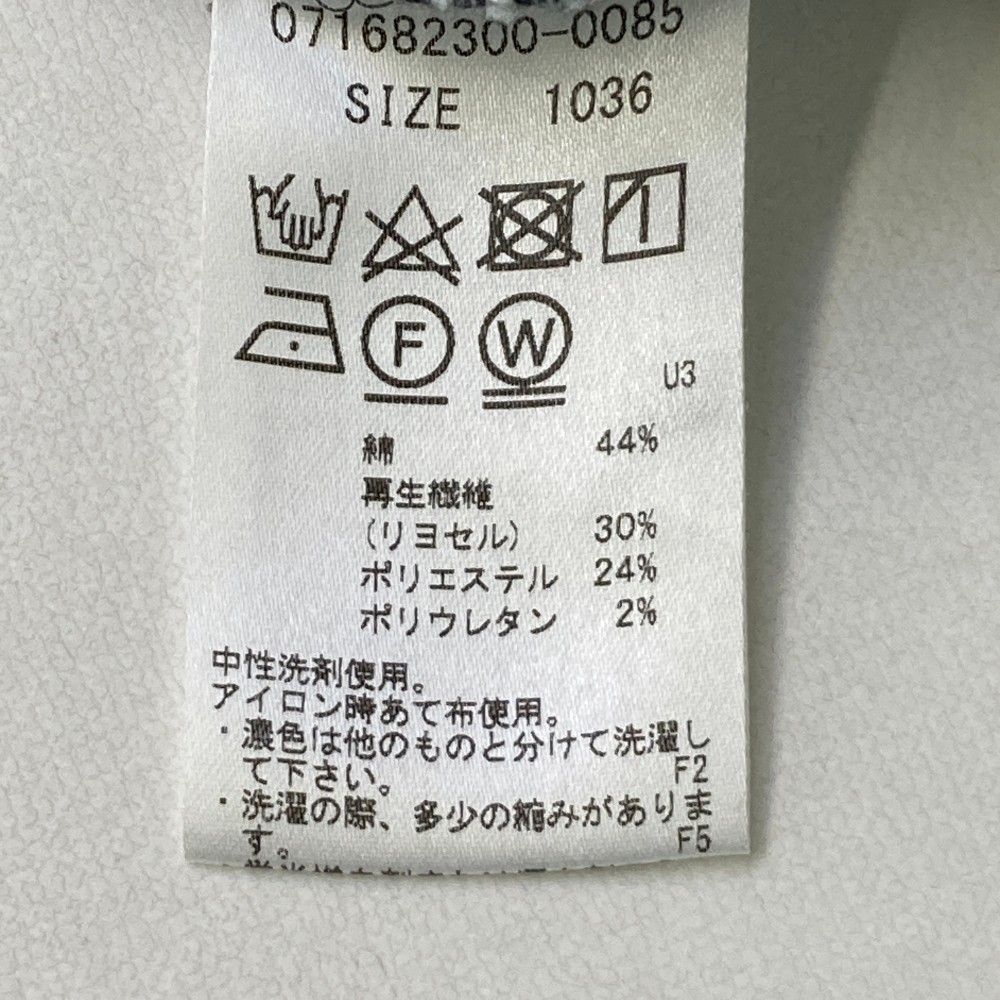 071682300-0085
SIZE 1036
F W
U3
綿 44%
再生繊維
(リヨセル) 30%
ポリエステル 24%
ポリウレタン 2%
中性洗剤使用。
アイロン時あて布使用。
・濃色は他のものと分けて洗濯し
て下さい。 F2
・洗濯の際、多少の縮みがありま
す。 F5